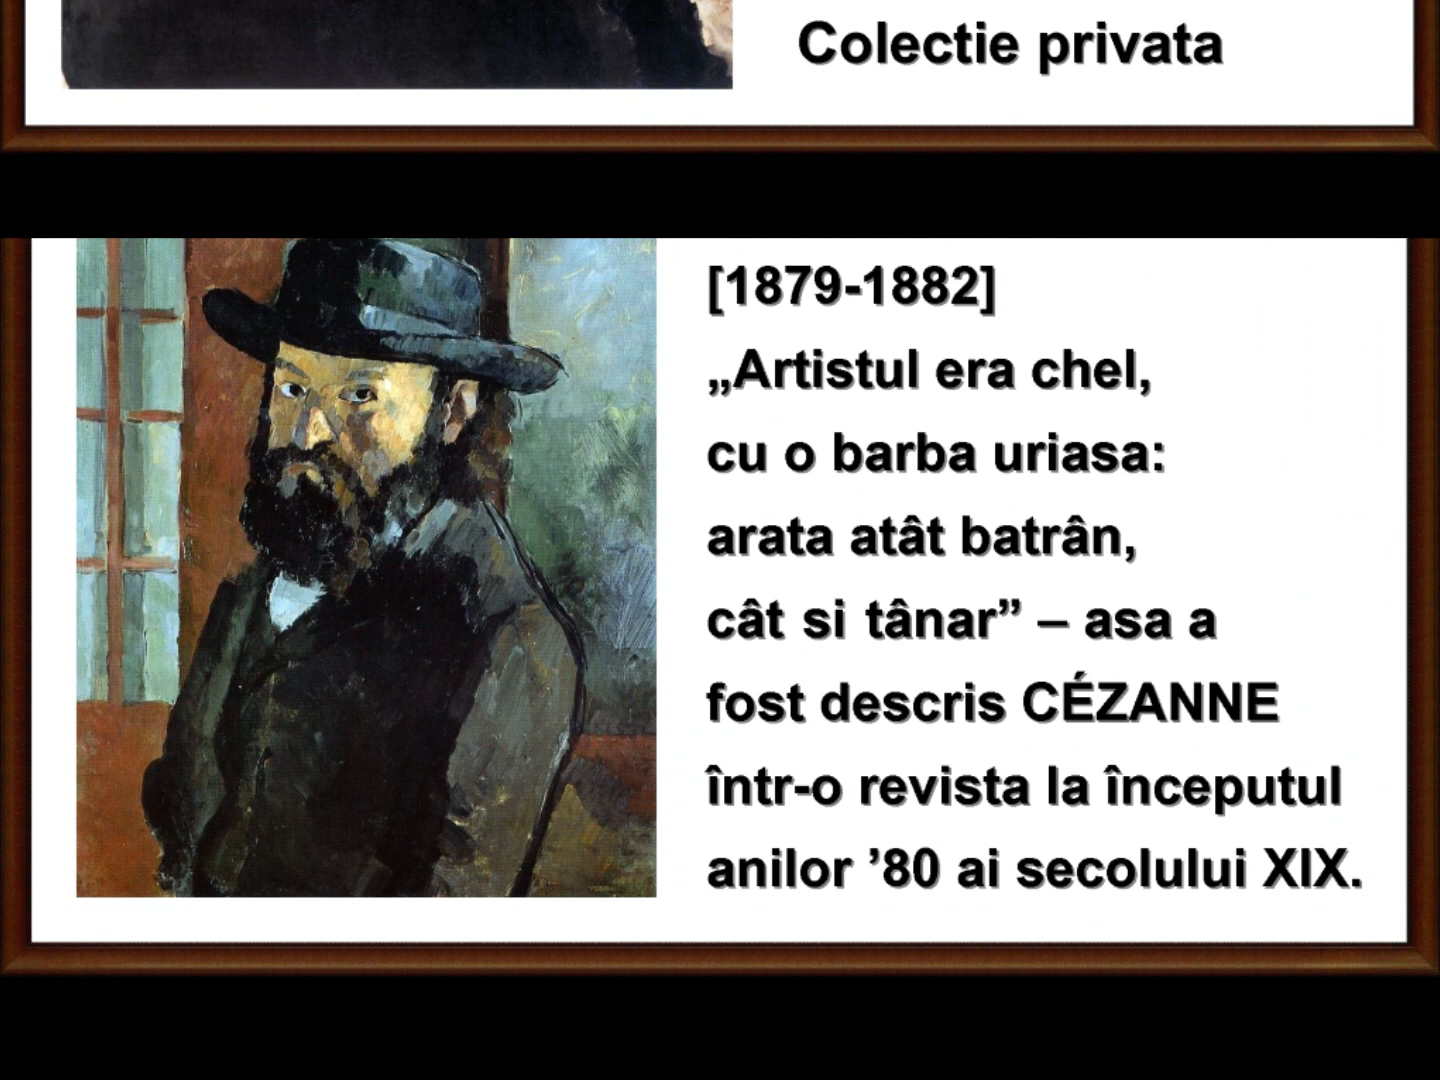 Colectie privata
[1879-1882]
„Artistul era chel,
cu o barba uriasa:
arata atât batrân,
cât si tânar” – asa a
fost descris CÉZANNE
într-o revista la începutul
anilor ’80 ai secolului XIX.